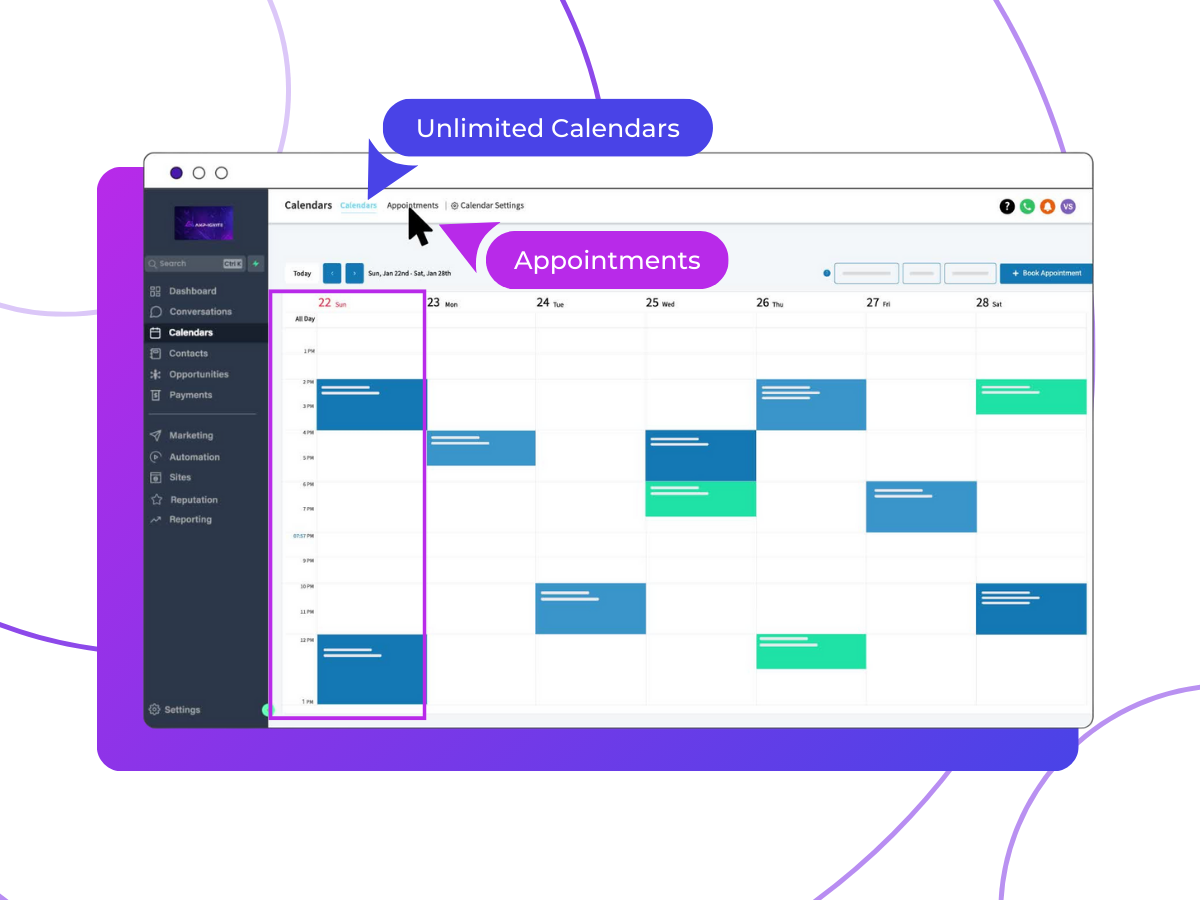 Unlimited Calendars
Calendars Calendars Appointments | Calendar Settings
? VS
Appointments
Search Ctrl K
Today ‹ › Sun, Jan 22nd - Sat, Jan 28th + Book Appointment
Dashboard
Conversations
Calendars
Contacts
Opportunities
Payments
Marketing
Automation
Sites
Reputation
Reporting
Settings
22 Sun 23 Mon 24 Tue 25 Wed 26 Thu 27 Fri 28 Sat
All Day
1 PM
2 PM
3 PM
4 PM
5 PM
6 PM
7 PM
07:57 PM
9 PM
10 PM
11 PM
12 PM
1 PM